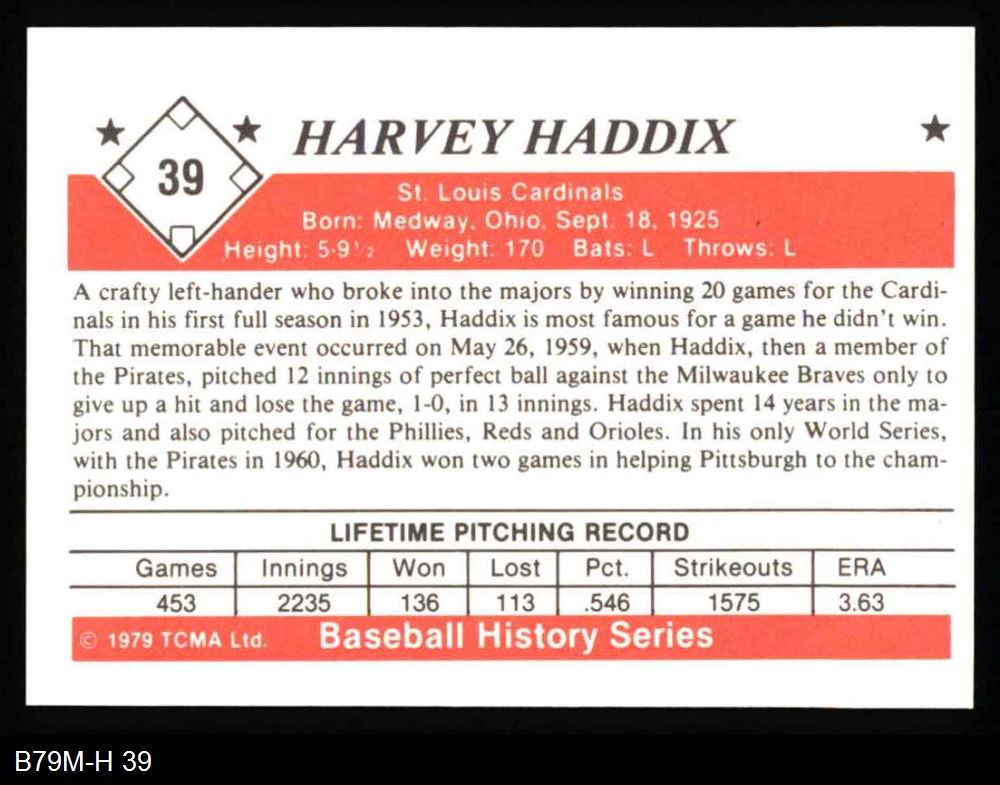 39
HARVEY HADDIX
St. Louis Cardinals
Born: Medway, Ohio, Sept. 18, 1925
Height: 5-9½ Weight: 170 Bats: L Throws: L
A crafty left-hander who broke into the majors by winning 20 games for the Cardi-
nals in his first full season in 1953, Haddix is most famous for a game he didn't win.
That memorable event occurred on May 26, 1959, when Haddix, then a member of
the Pirates, pitched 12 innings of perfect ball against the Milwaukee Braves only to
give up a hit and lose the game, 1-0, in 13 innings. Haddix spent 14 years in the ma-
jors and also pitched for the Phillies, Reds and Orioles. In his only World Series,
with the Pirates in 1960, Haddix won two games in helping Pittsburgh to the cham-
pionship.
LIFETIME PITCHING RECORD
Games Innings Won Lost Pct. Strikeouts ERA
453 2235 136 113 .546 1575 3.63
© 1979 TCMA Ltd. Baseball History Series
B79M-H 39